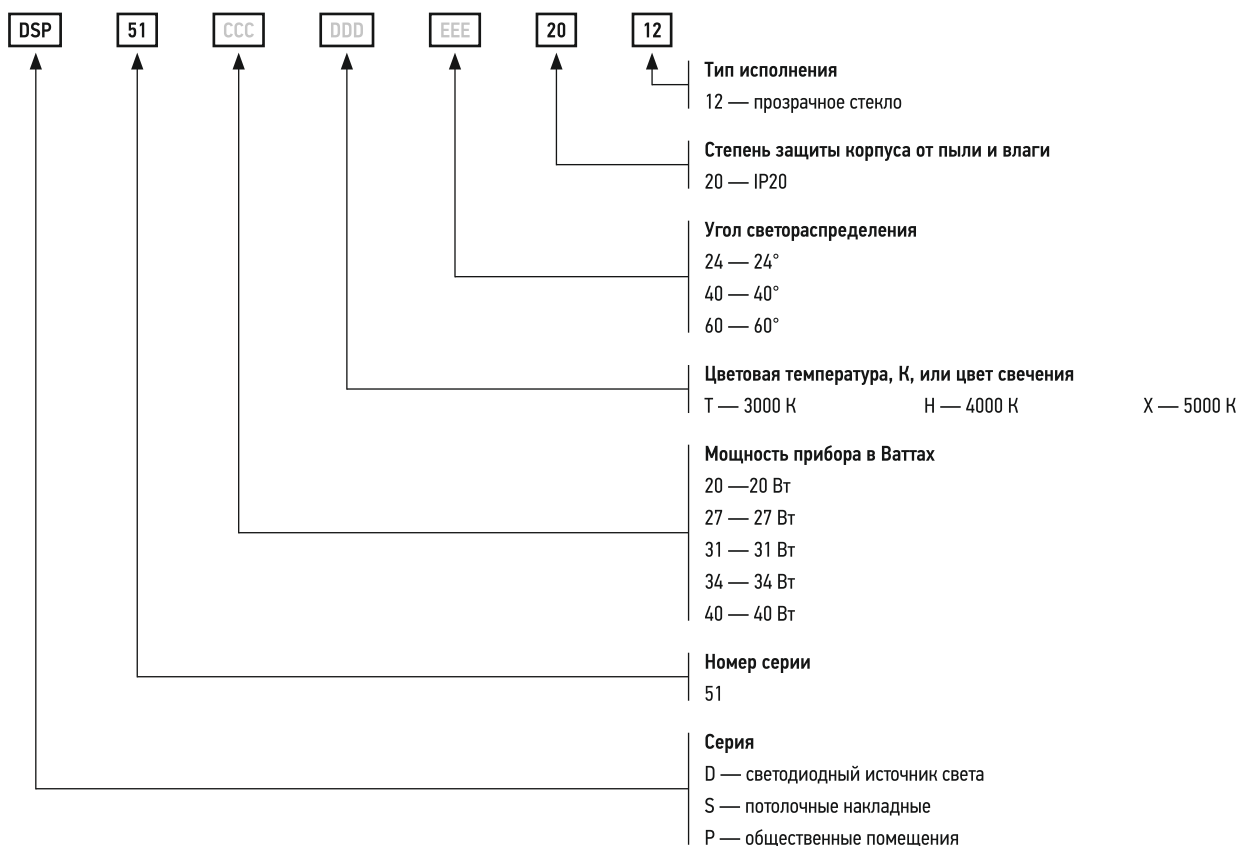 DSP 51 CCC DDD EEE 20 12
Тип исполнения
12 — прозрачное стекло
Степень защиты корпуса от пыли и влаги
20 — IP20
Угол светораспределения
24 — 24°
40 — 40°
60 — 60°
Цветовая температура, К, или цвет свечения
Т — 3000 К Н — 4000 К Х — 5000 К
Мощность прибора в Ваттах
20 —20 Вт
27 — 27 Вт
31 — 31 Вт
34 — 34 Вт
40 — 40 Вт
Номер серии
51
Серия
D — светодиодный источник света
S — потолочные накладные
P — общественные помещения